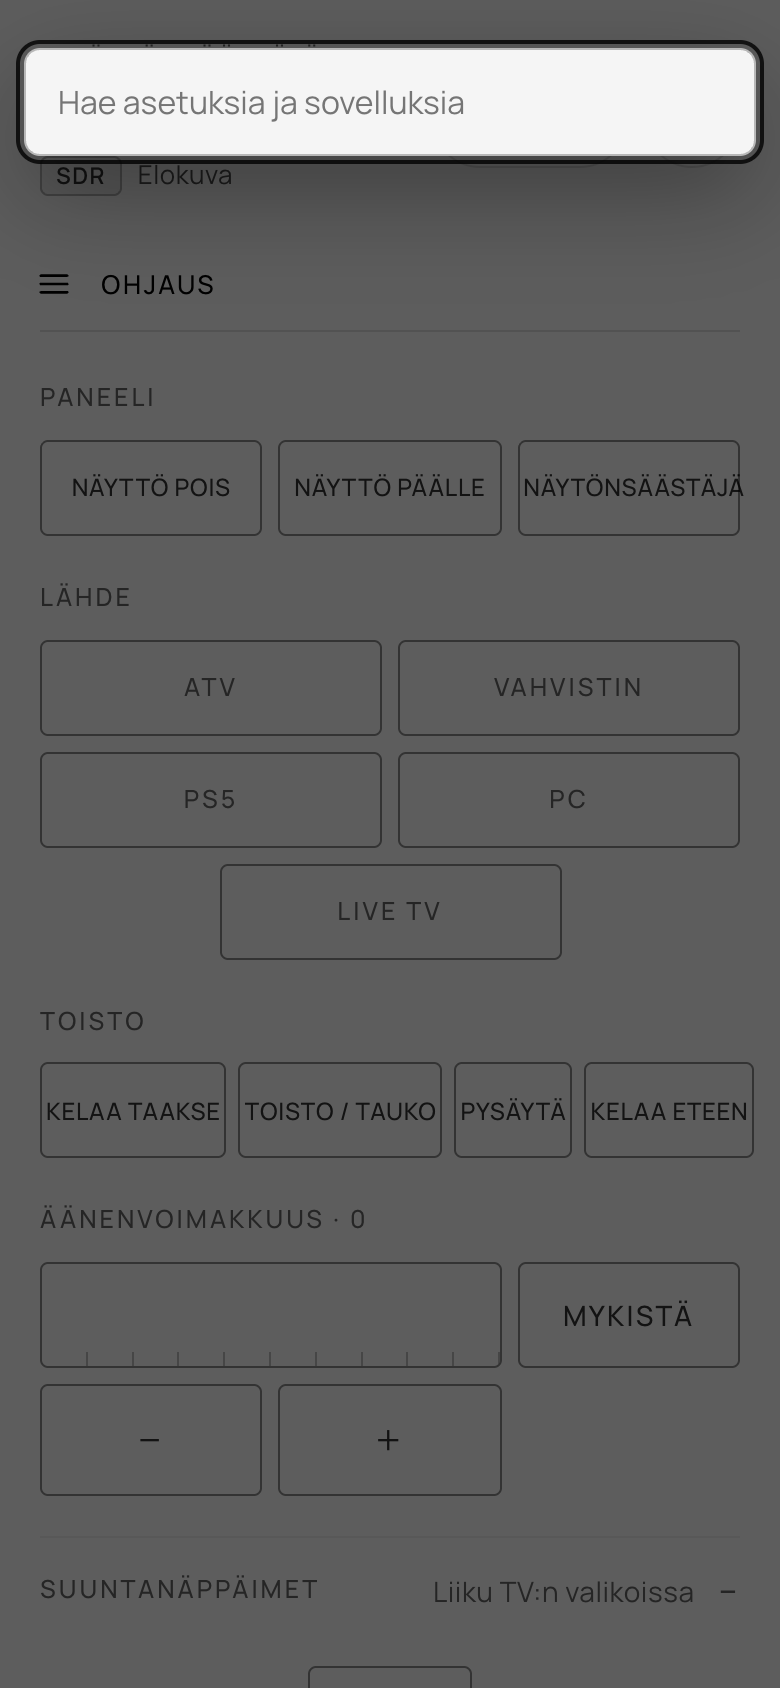 Hae asetuksia ja sovelluksia
SDR Elokuva
OHJAUS
PANEELI
NÄYTTÖ POIS NÄYTTÖ PÄÄLLE NÄYTÖNSÄÄSTÄJÄ
LÄHDE
ATV VAHVISTIN
PS5 PC
LIVE TV
TOISTO
KELAA TAAKSE TOISTO / TAUKO PYSÄYTÄ KELAA ETEEN
ÄÄNENVOIMAKKUUS · 0
MYKISTÄ
− +
SUUNTANÄPPÄIMET Liiku TV:n valikoissa −